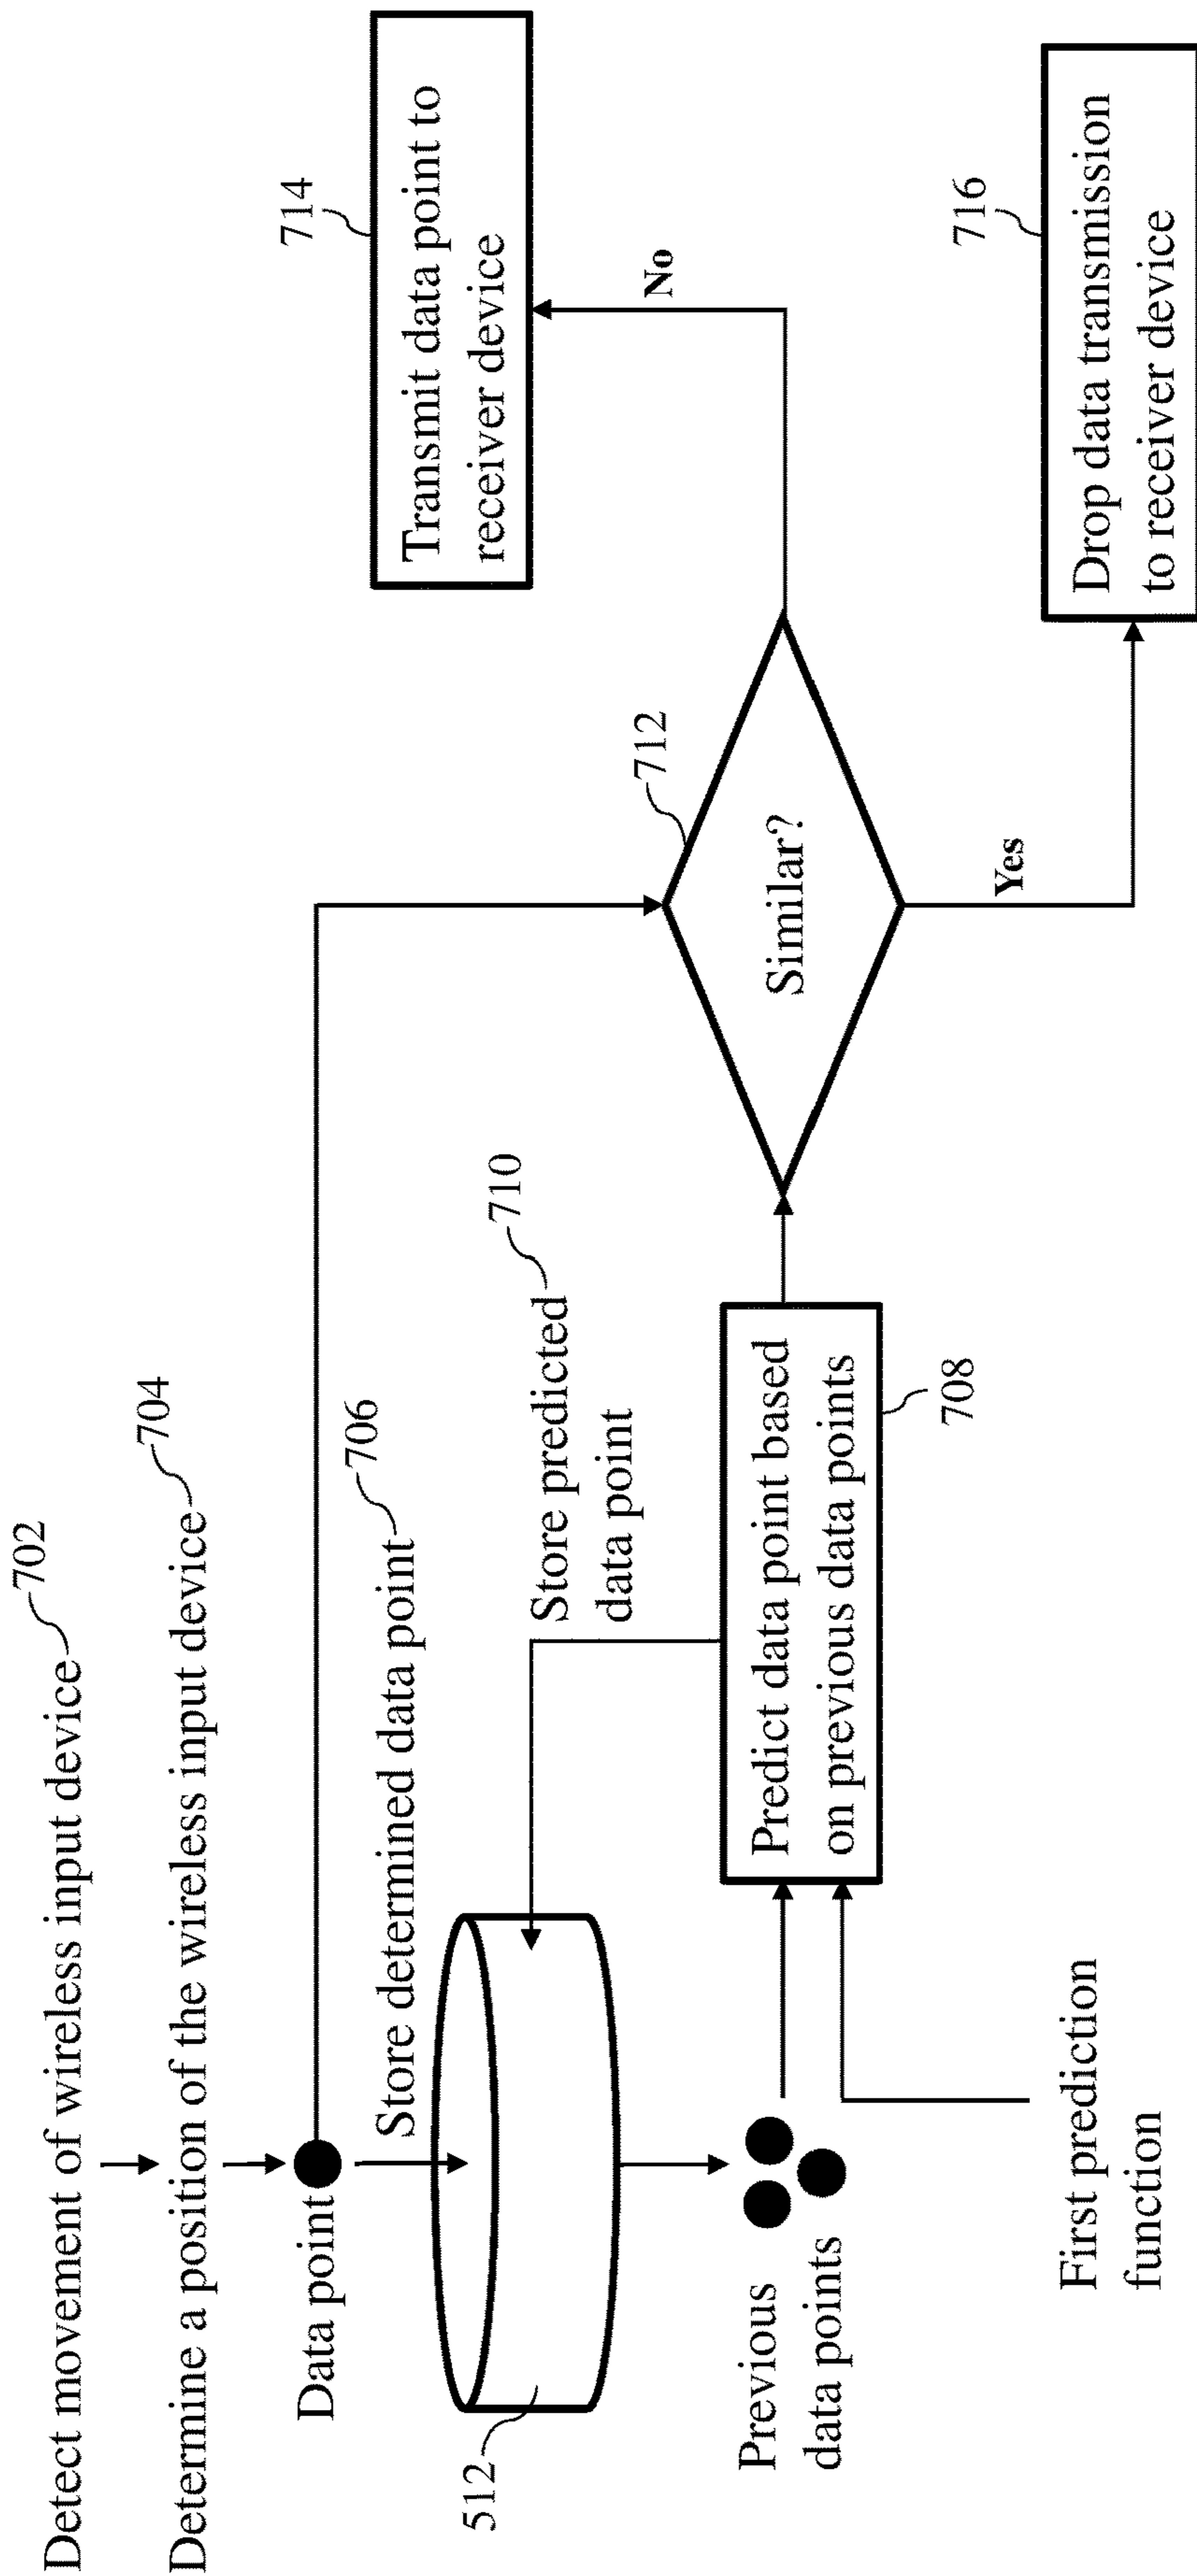 Detect movement of wireless input device 702
Determine a position of the wireless input device 704
Data point
Store determined data point 706
512
Store predicted
data point
710
Previous
data points
First prediction
function
Predict data point based
on previous data points
708
Similar?
712
No
Yes
714
Transmit data point to
receiver device
716
Drop data transmission
to receiver device